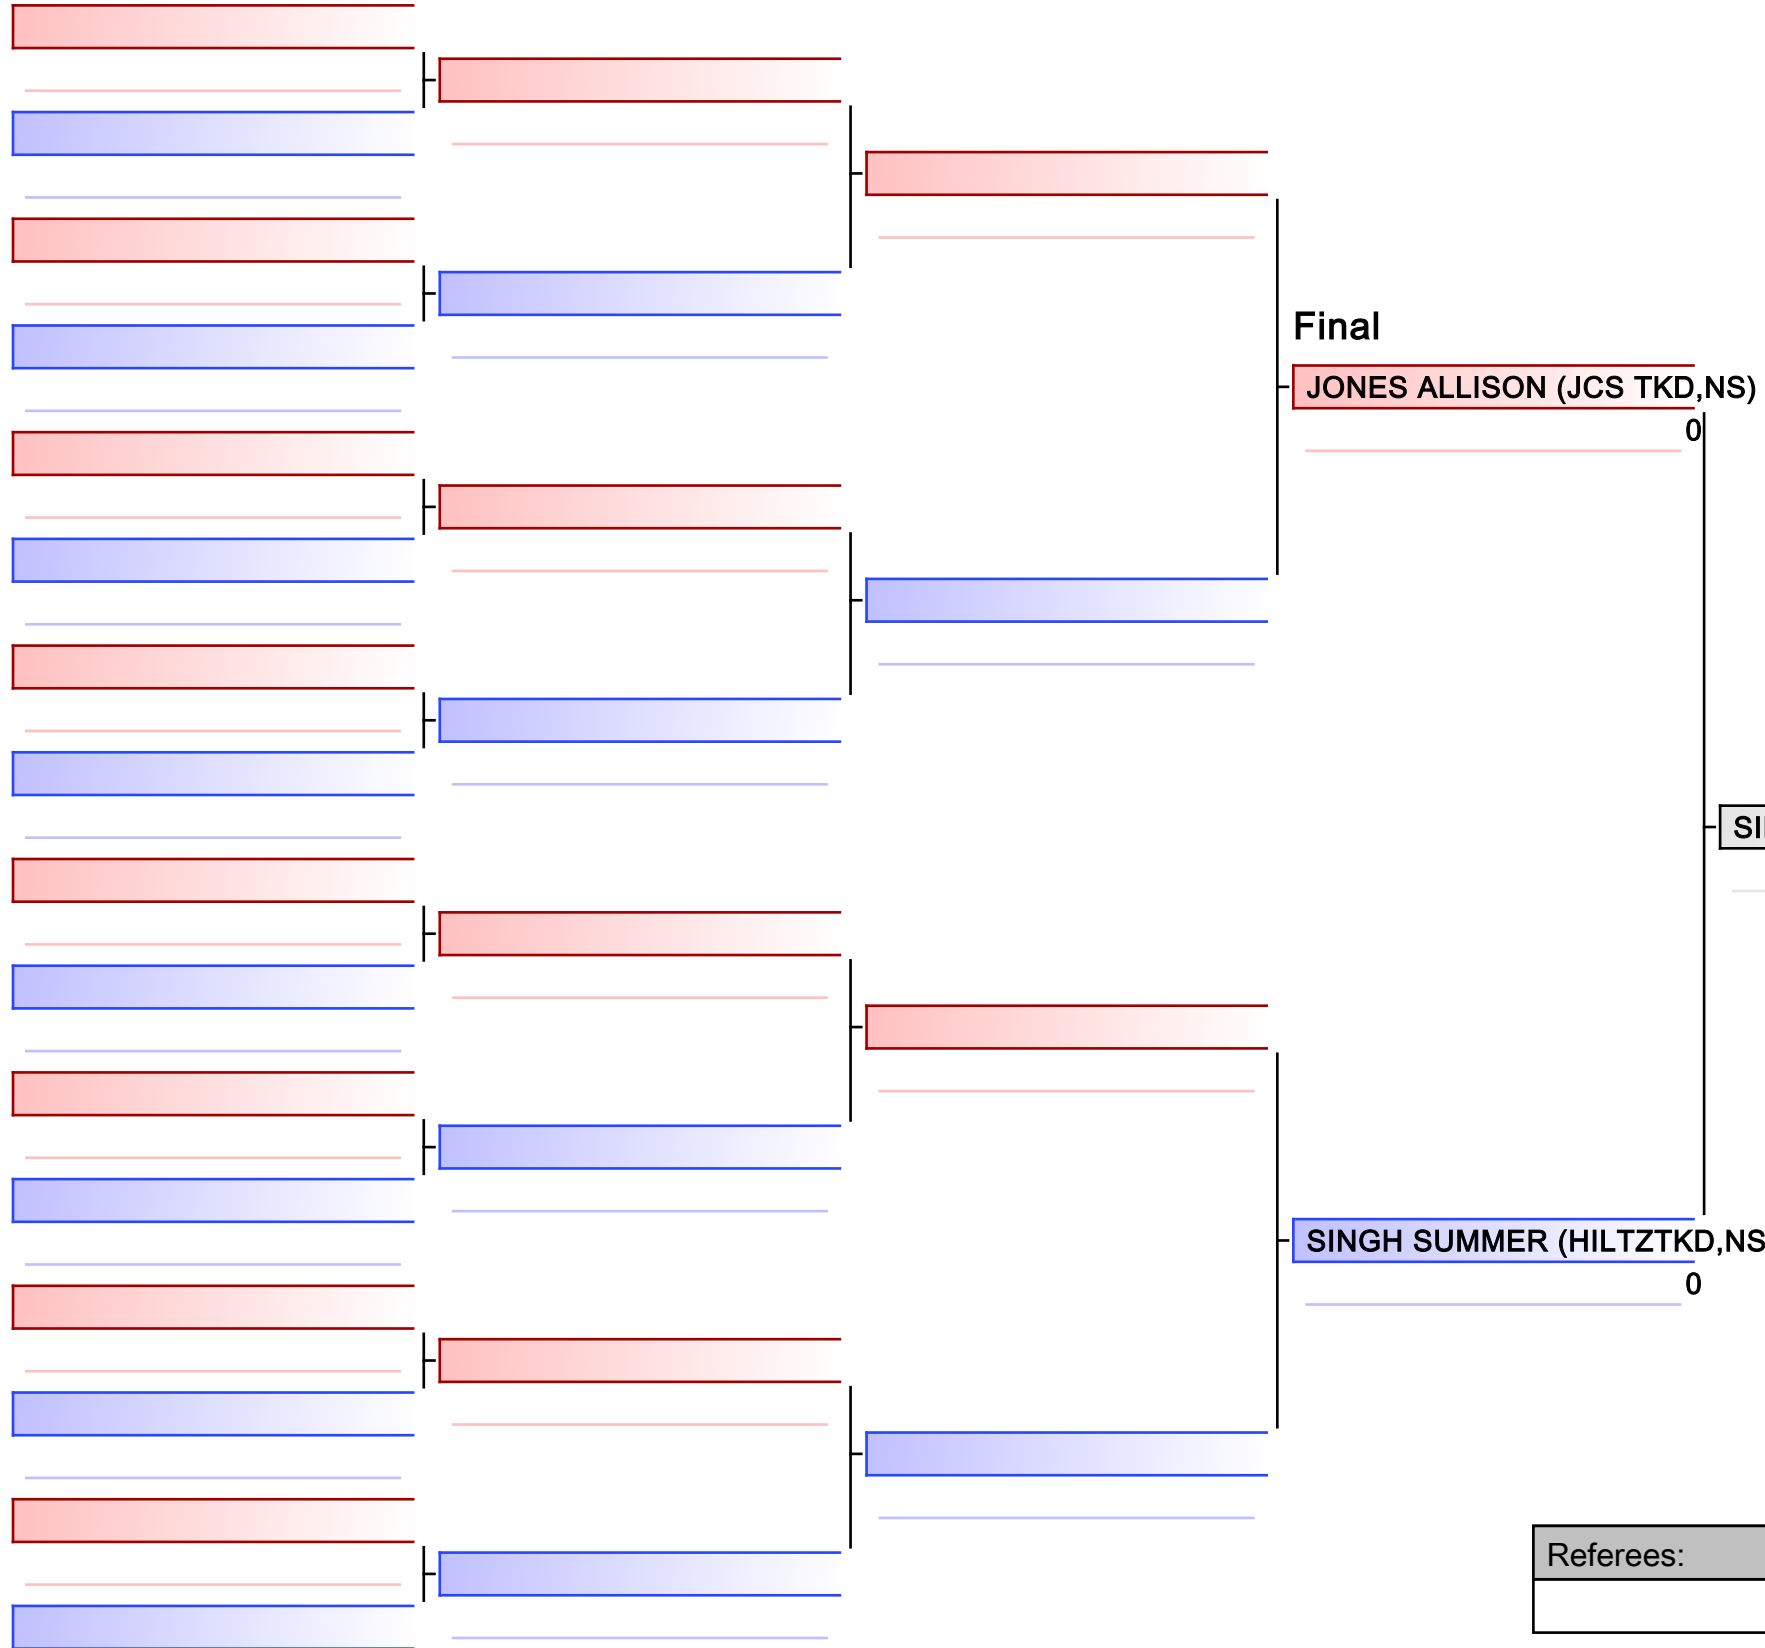 Final
JONES ALLISON (JCS TKD,NS)
0
SINGH SUMMER (HILTZTKD,NS
0
Referees: